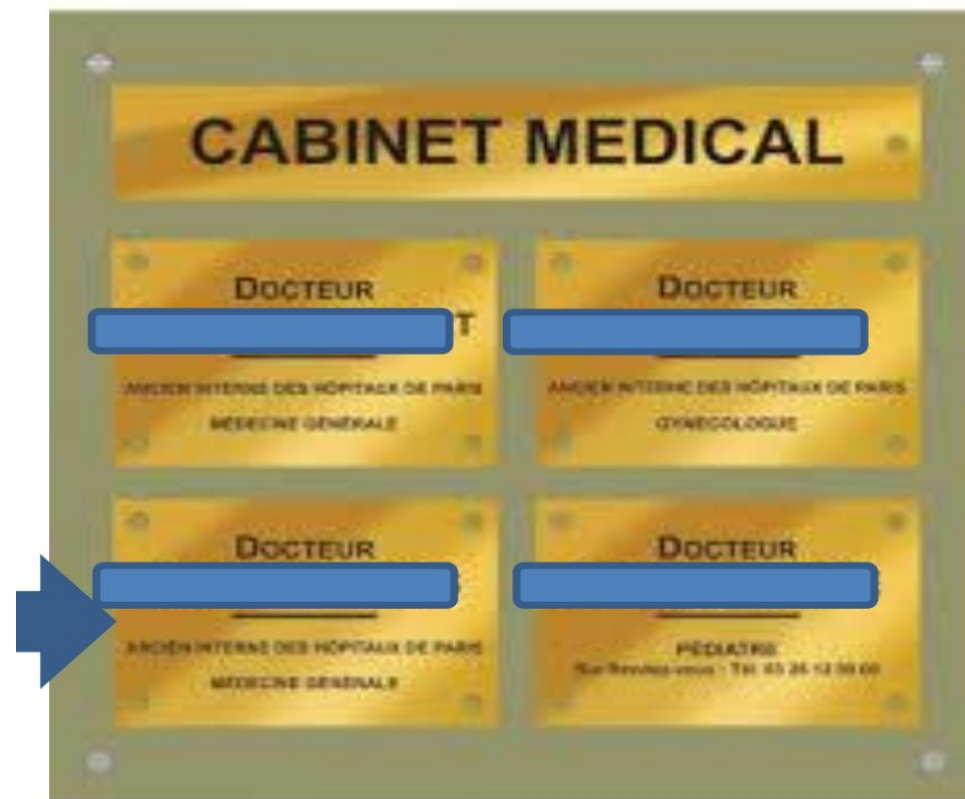 CABINET MEDICAL
DOCTEUR
T
ANCIEN INTERNE DES HÔPITAUX DE PARIS
MÉDECINE GÉNÉRALE
DOCTEUR
ANCIEN INTERNE DES HÔPITAUX DE PARIS
GYNÉCOLOGUE
DOCTEUR
ANCIEN INTERNE DES HÔPITAUX DE PARIS
MÉDECINE GÉNÉRALE
DOCTEUR
PÉDIATRE
Sur Rendez-vous - Tél.